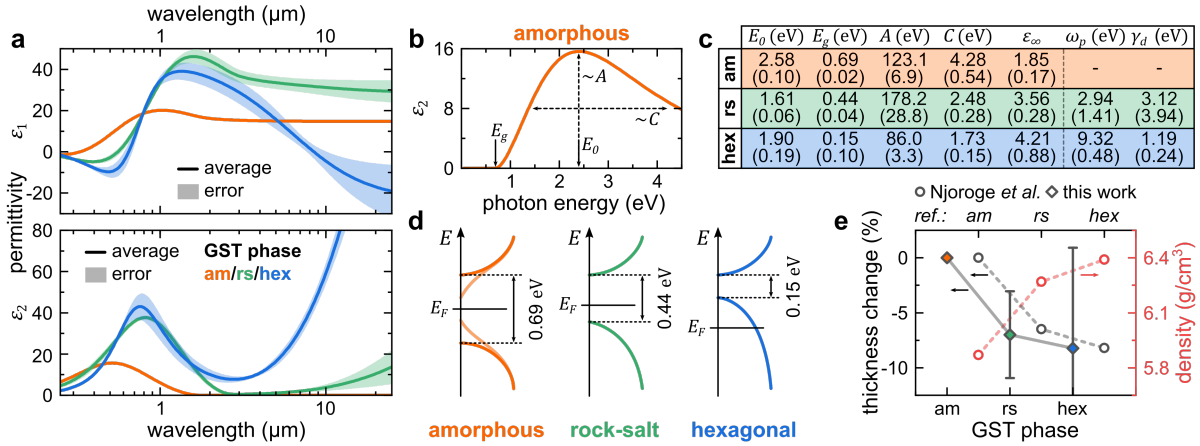 a
wavelength (μm)
1
10
40
20
0
-20
ε1
average
error
permittivity
80
60
40
20
0
ε2
average
error
GST phase
am/rs/hex
1
10
wavelength (μm)
b
amorphous
16
8
0
ε2
~A
~C
Eg
E0
1 2 3 4
photon energy (eV)
c
E0 (eV) Eg (eV) A (eV) C (eV) ε∞ ωp (eV) γd (eV)
am 2.58 0.69 123.1 4.28 1.85 - -
(0.10) (0.02) (6.9) (0.54) (0.17)
rs 1.61 0.44 178.2 2.48 3.56 2.94 3.12
(0.06) (0.04) (28.8) (0.28) (0.28) (1.41) (3.94)
hex 1.90 0.15 86.0 1.73 4.21 9.32 1.19
(0.19) (0.10) (3.3) (0.15) (0.88) (0.48) (0.24)
d
E
EF
0.69 eV
amorphous
E
EF
0.44 eV
rock-salt
E
EF
0.15 eV
hexagonal
Njoroge et al.
this work
e
ref.: am rs hex
0
-5
-10
thickness change (%)
6.4
6.1
5.8
density (g/cm³)
am rs hex
GST phase